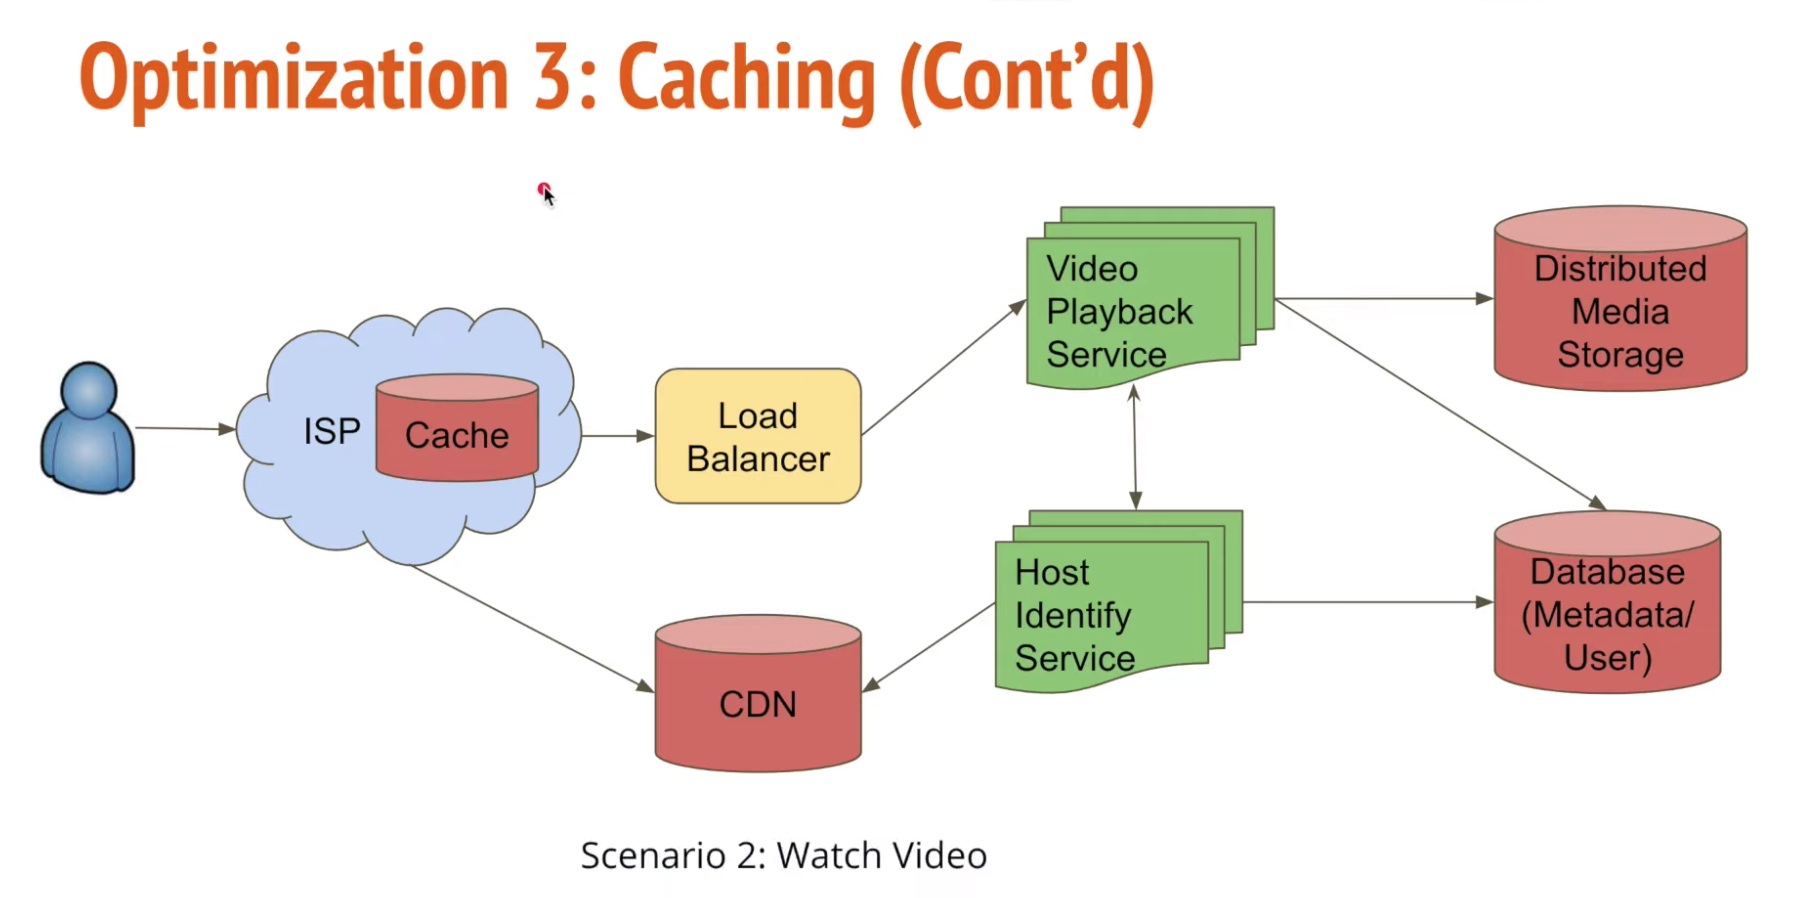 Optimization 3: Caching (Cont’d)
Video
Playback
Service
Distributed
Media
Storage
ISP
Cache
Load
Balancer
Host
Identify
Service
Database
(Metadata/
User)
CDN
Scenario 2: Watch Video